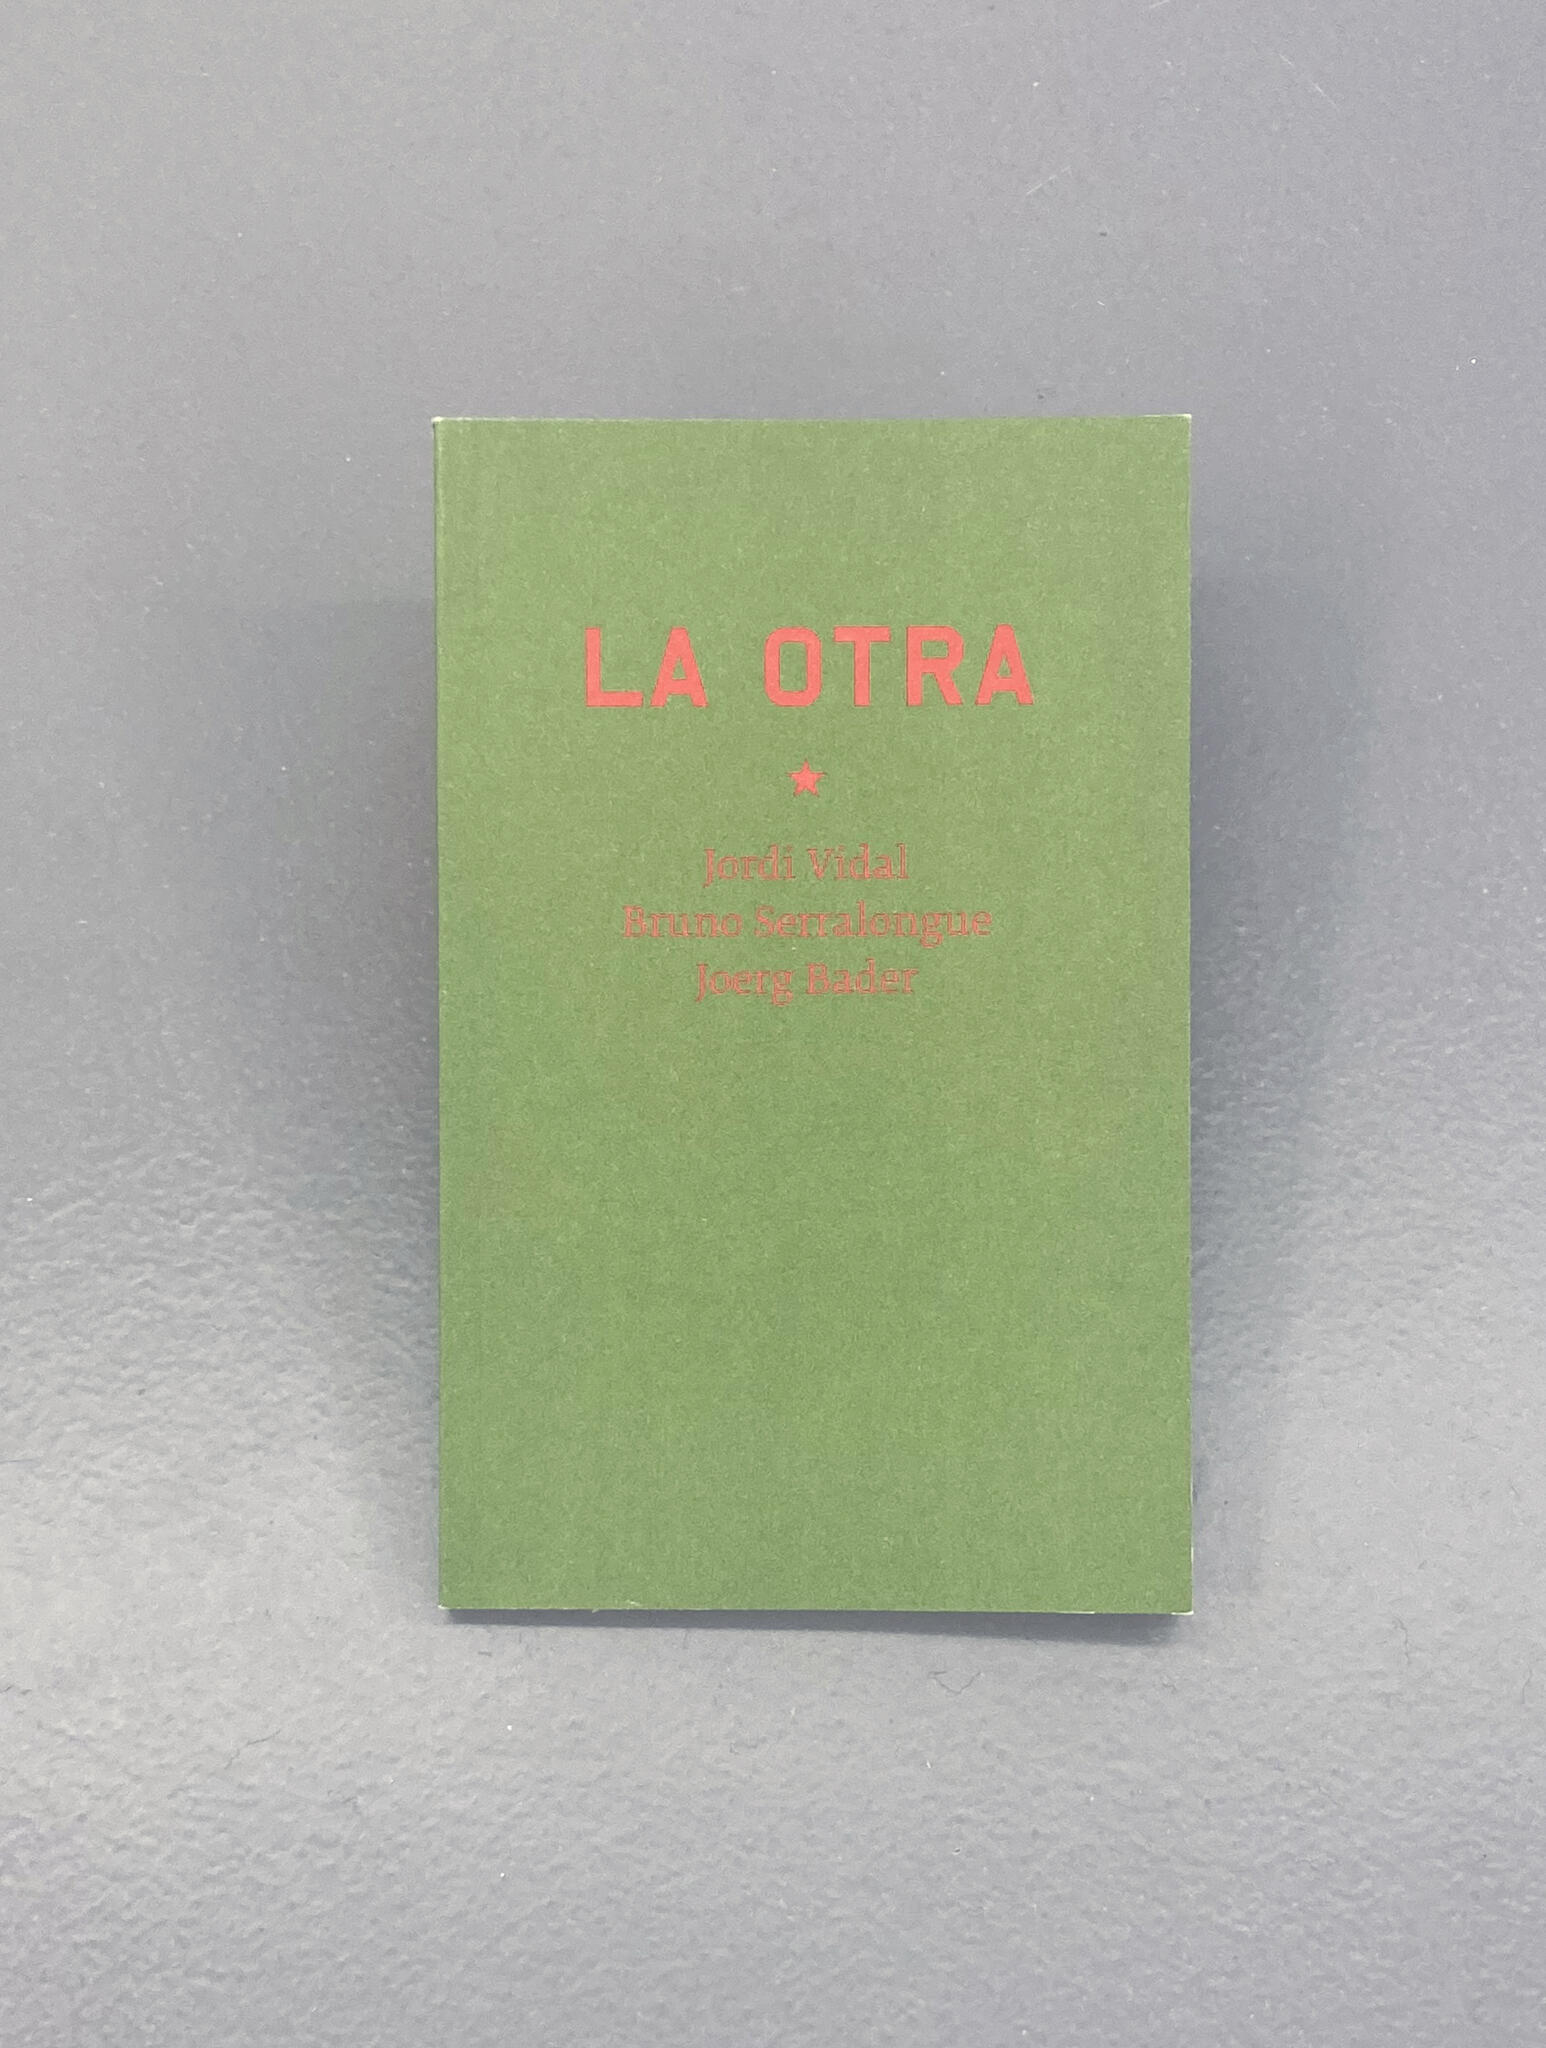 LA OTRA
Jordi Vidal
Bruno Serralongue
Joerg Bader